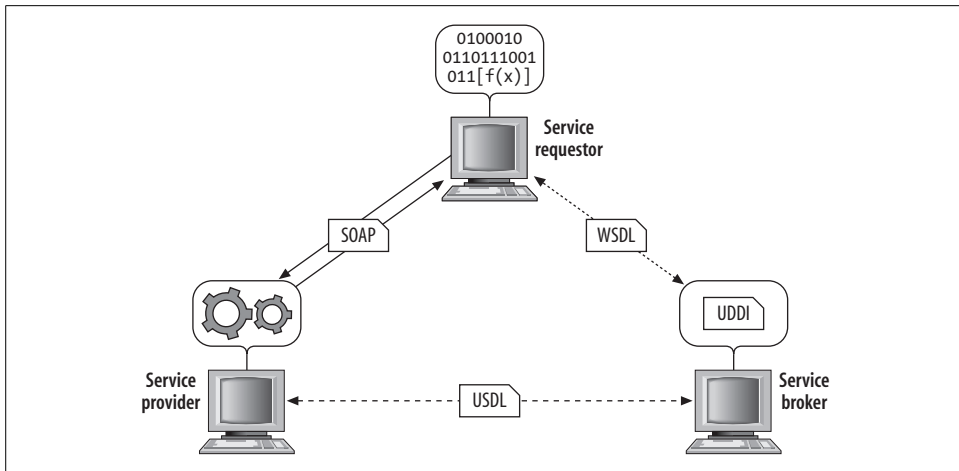 0100010
0110111001
011[f(x)]
Service
requestor
SOAP
WSDL
UDDI
Service
provider
USDL
Service
broker